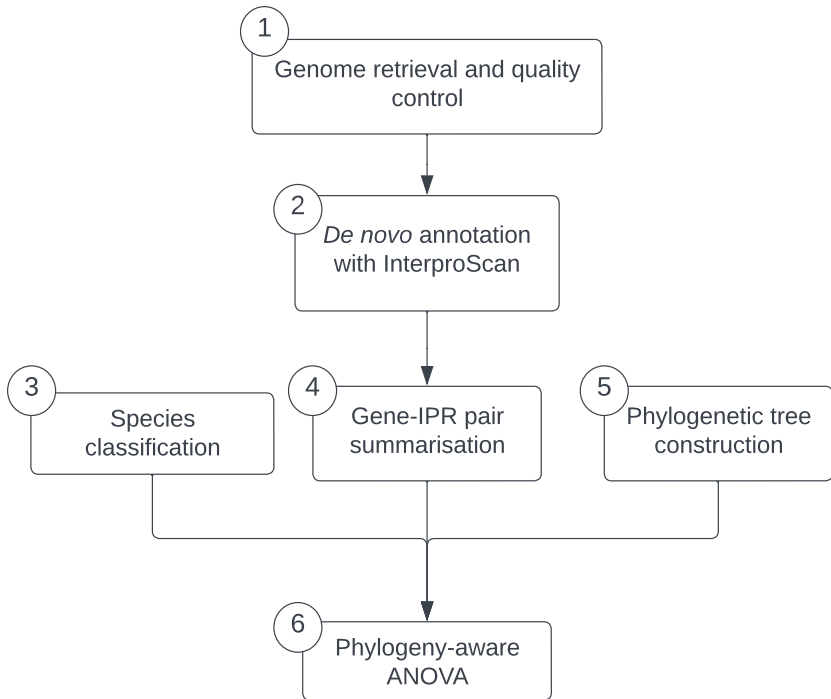 1
Genome retrieval and quality
control
2
De novo annotation
with InterproScan
3
Species
classification
4
Gene-IPR pair
summarisation
5
Phylogenetic tree
construction
6
Phylogeny-aware
ANOVA